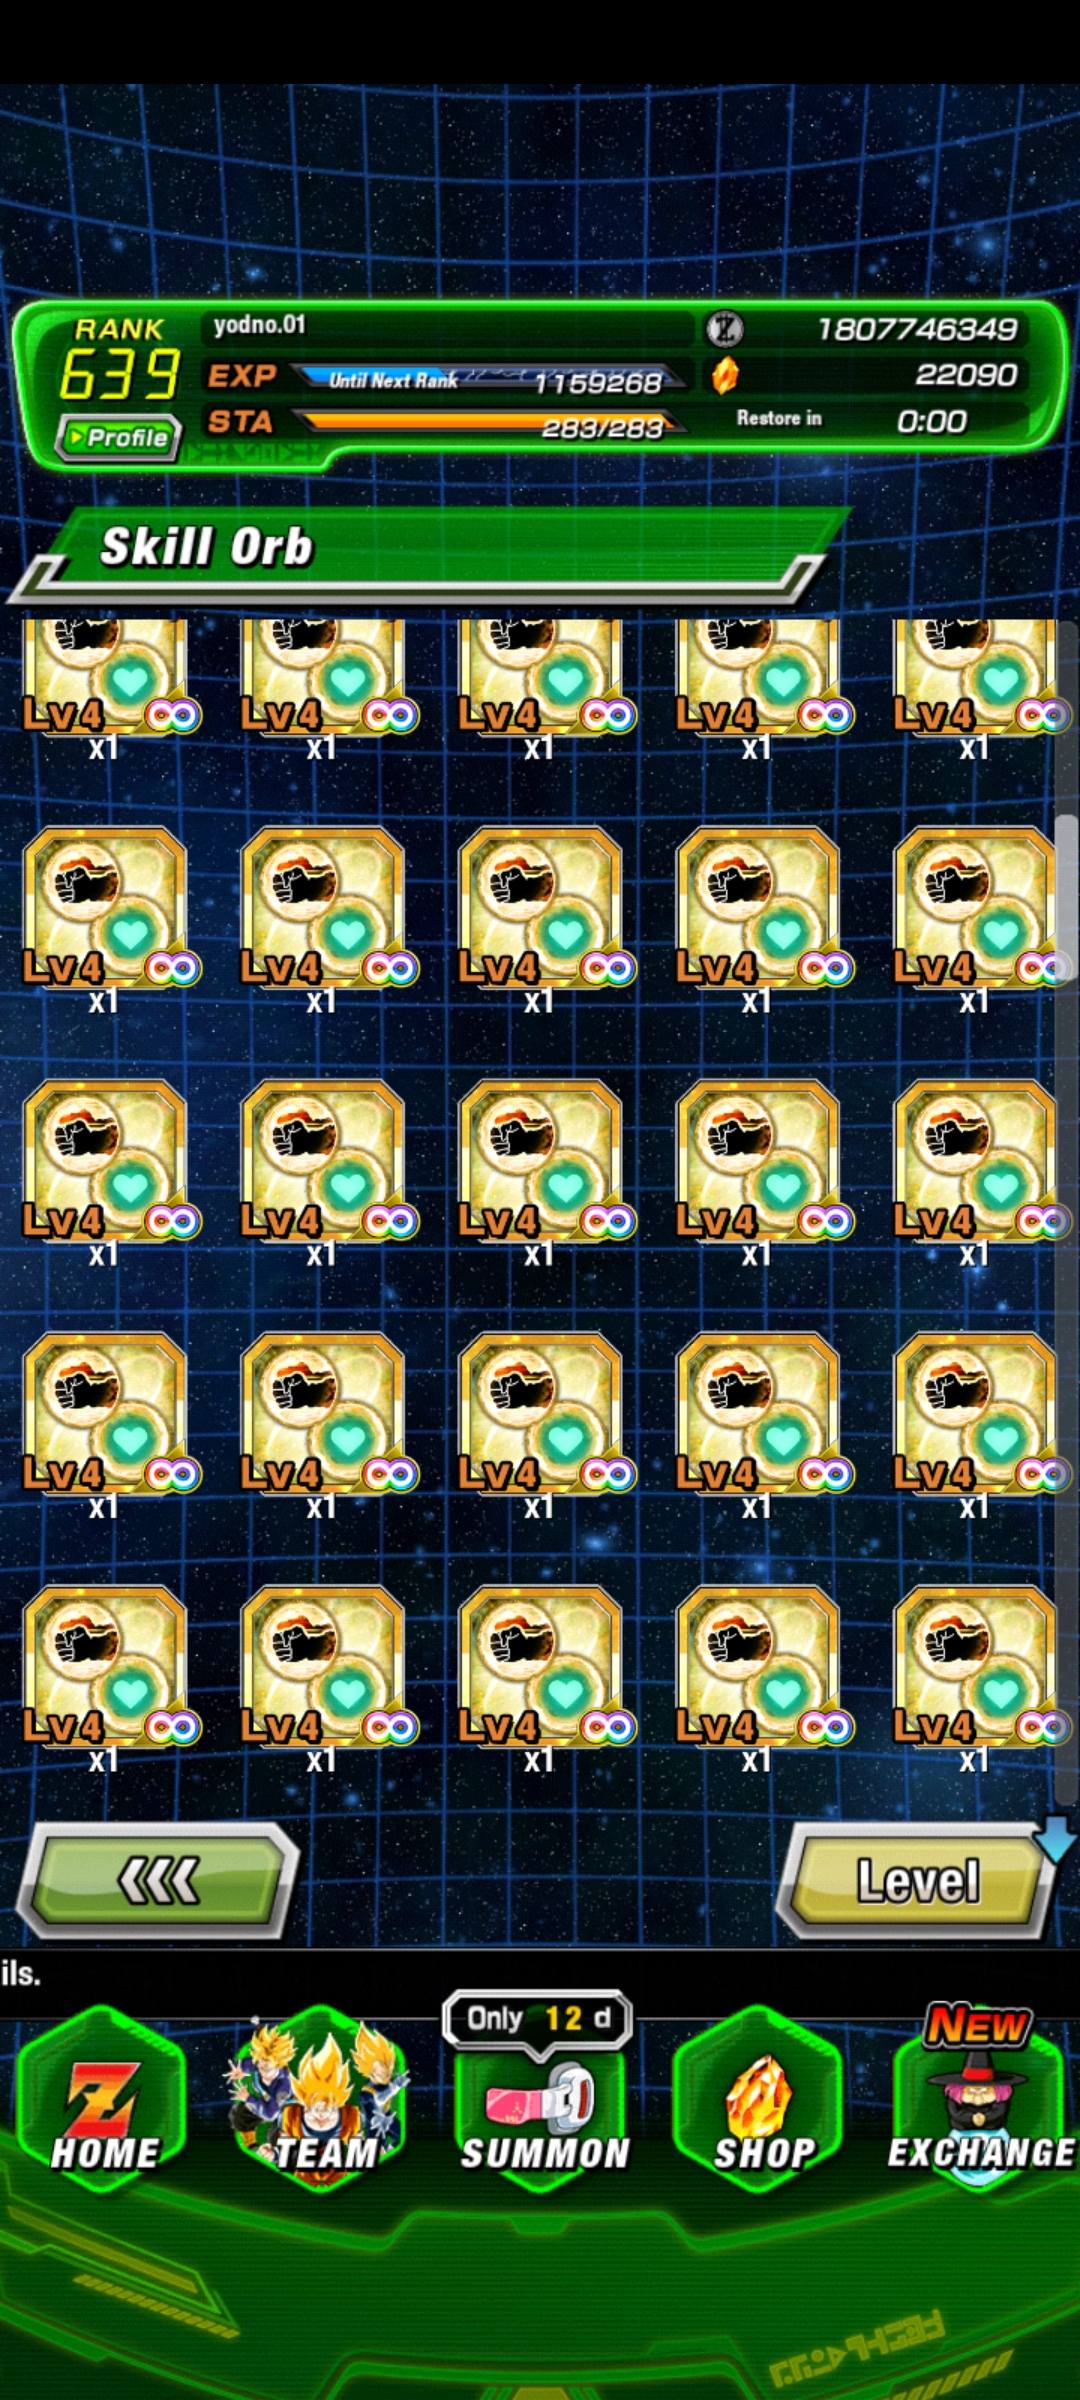 RANK
639
Profile
yodno.01
EXP Until Next Rank 1159268
STA 283/283
Z 1807746349
22090
Restore in 0:00
Skill Orb
Lv4 Lv4 Lv4 Lv4 Lv4
x1 x1 x1 x1 x1
Lv4 Lv4 Lv4 Lv4 Lv4
x1 x1 x1 x1 x1
Lv4 Lv4 Lv4 Lv4 Lv4
x1 x1 x1 x1 x1
Lv4 Lv4 Lv4 Lv4 Lv4
x1 x1 x1 x1 x1
Lv4 Lv4 Lv4 Lv4 Lv4
x1 x1 x1 x1 x1
Level
ils.
Only 12 d
NEW
Z
HOME TEAM SUMMON SHOP EXCHANGE